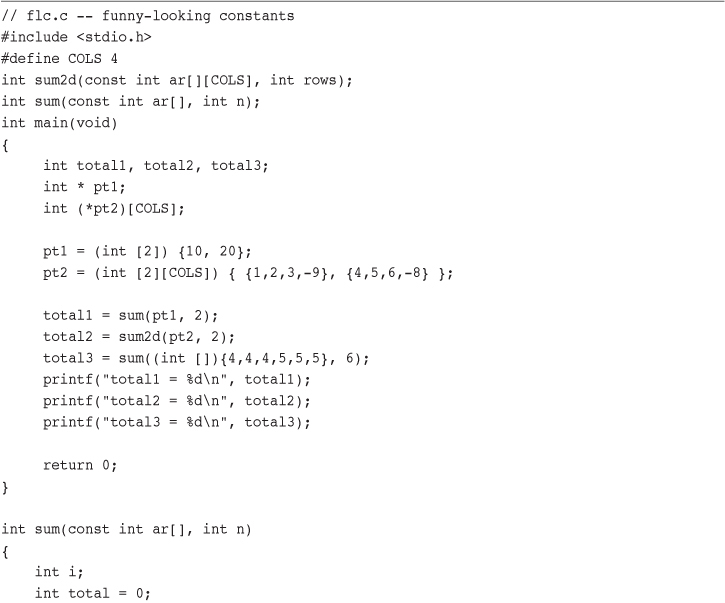 // flc.c -- funny-looking constants
#include <stdio.h>
#define COLS 4
int sum2d(const int ar[][COLS], int rows);
int sum(const int ar[], int n);
int main(void)
{
     int total1, total2, total3;
     int * pt1;
     int (*pt2)[COLS];

     pt1 = (int [2]) {10, 20};
     pt2 = (int [2][COLS]) { {1,2,3,-9}, {4,5,6,-8} };

     total1 = sum(pt1, 2);
     total2 = sum2d(pt2, 2);
     total3 = sum((int []){4,4,4,5,5,5}, 6);
     printf("total1 = %d\n", total1);
     printf("total2 = %d\n", total2);
     printf("total3 = %d\n", total3);

     return 0;
}

int sum(const int ar[], int n)
{
    int i;
    int total = 0;